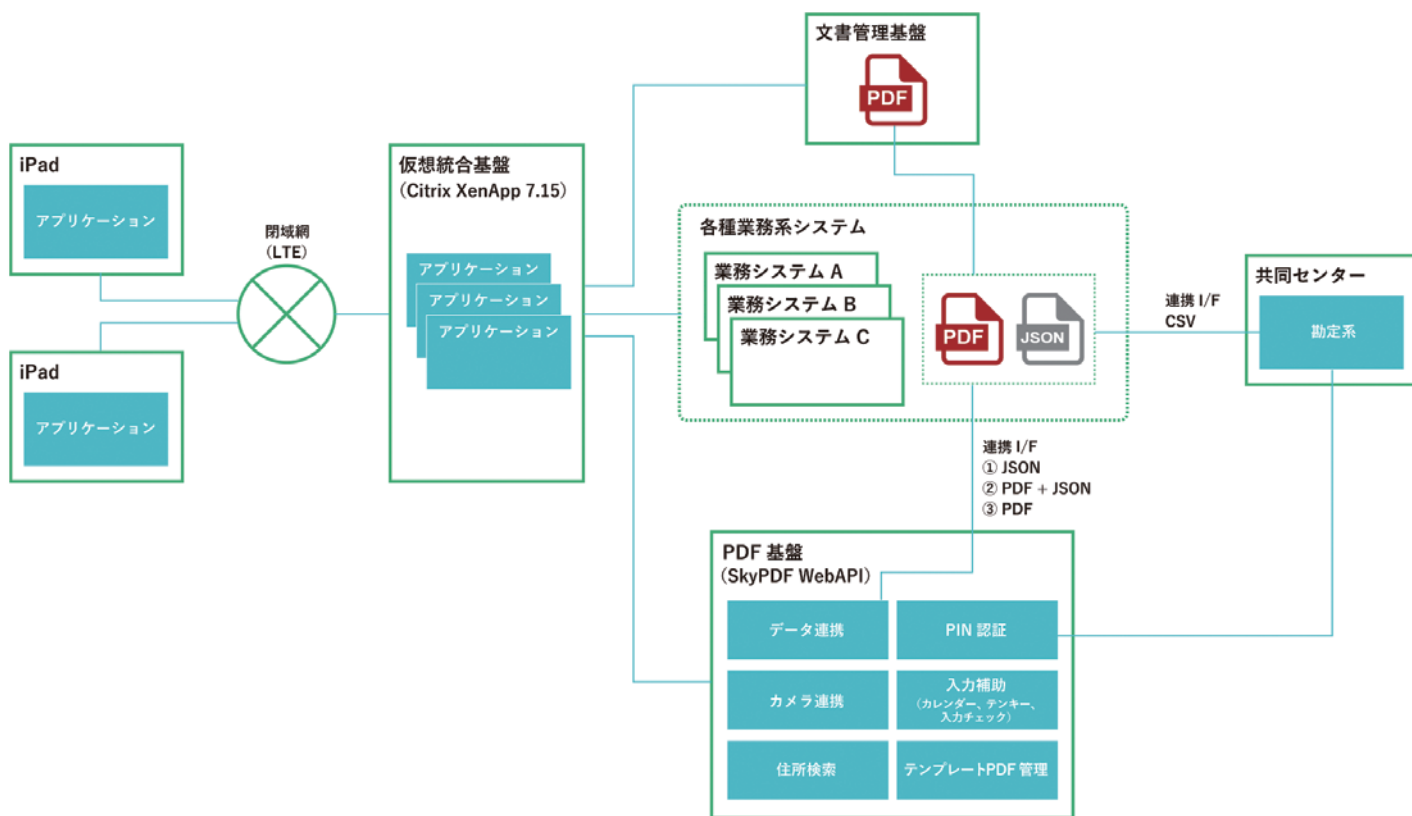 文書管理基盤
PDF
iPad
アプリケーション
iPad
アプリケーション
閉域網
（LTE）
仮想統合基盤
（Citrix XenApp 7.15）
アプリケーション
アプリケーション
アプリケーション
各種業務系システム
業務システム A
業務システム B
業務システム C
PDF
JSON
連携 I/F
CSV
共同センター
勘定系
連携 I/F
① JSON
② PDF + JSON
③ PDF
PDF 基盤
（SkyPDF WebAPI）
データ連携
PIN 認証
カメラ連携
入力補助
（カレンダー、テンキー、
入力チェック）
住所検索
テンプレートPDF 管理